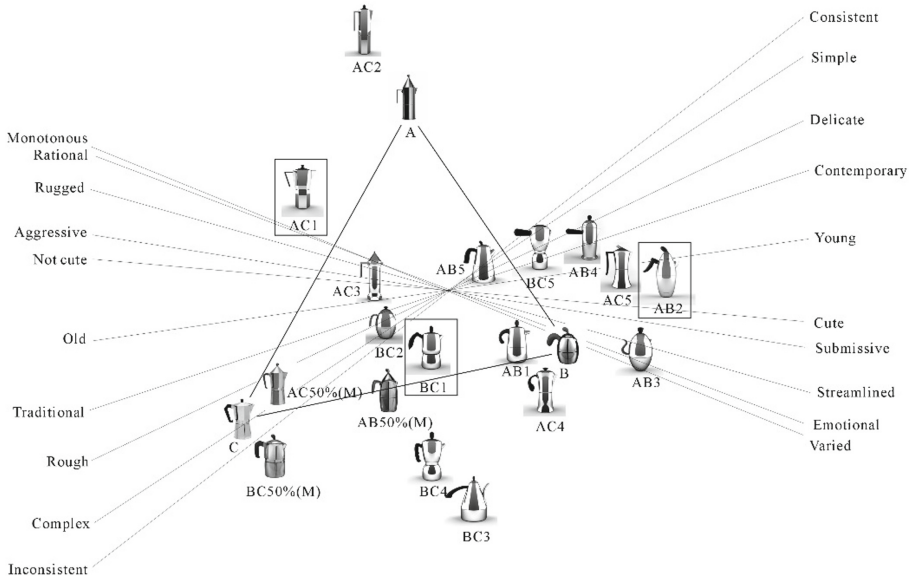 Consistent
Simple
AC2
Delicate
A
Monotonous
Rational
Contemporary
Rugged
AC1
Aggressive
Young
Not cute
AB5
BC5
AB4
AC3
AC5
AB2
Cute
Old
BC2
Submissive
BC1
AB1
B
AB3
AC50%(M)
Streamlined
Traditional
AB50%(M)
AC4
Emotional
C
Varied
Rough
BC50%(M)
BC4
Complex
BC3
Inconsistent